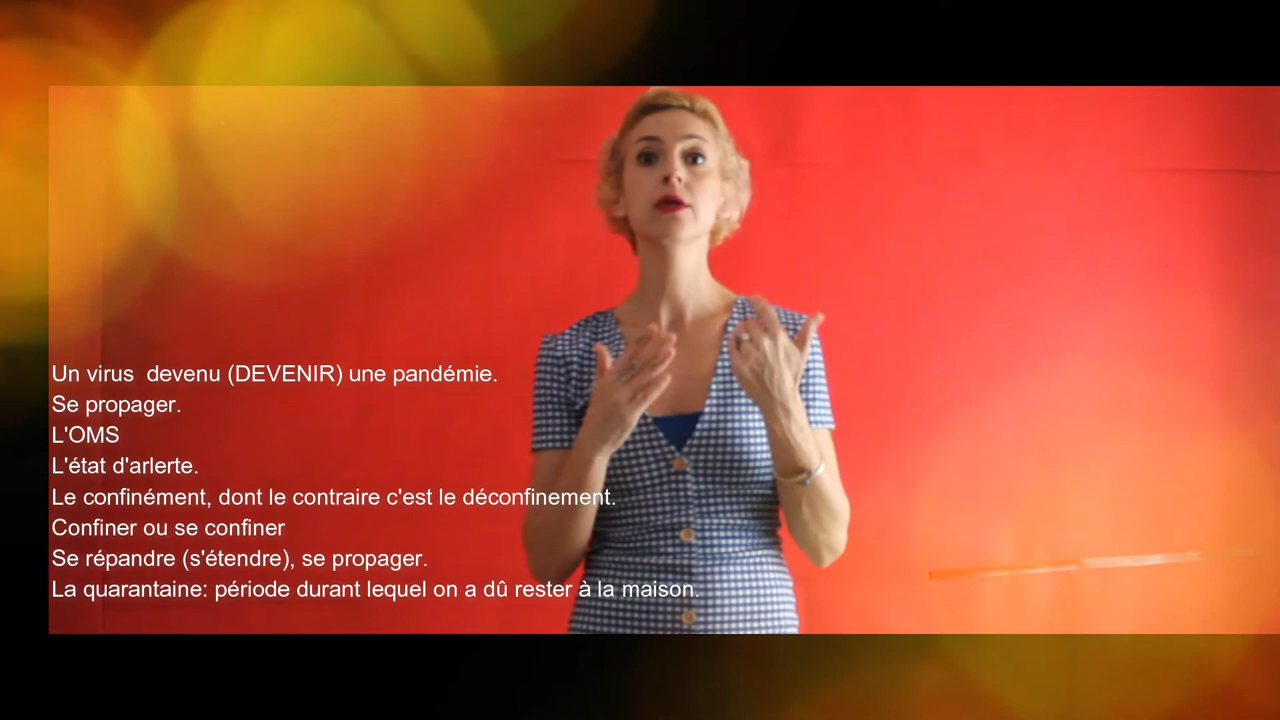 Un virus  devenu (DEVENIR) une pandémie.
Se propager.
L'OMS
L'état d'arlerte.
Le confinément, dont le contraire c'est le déconfinement.
Confiner ou se confiner
Se répandre (s'étendre), se propager.
La quarantaine: période durant lequel on a dû rester à la maison.